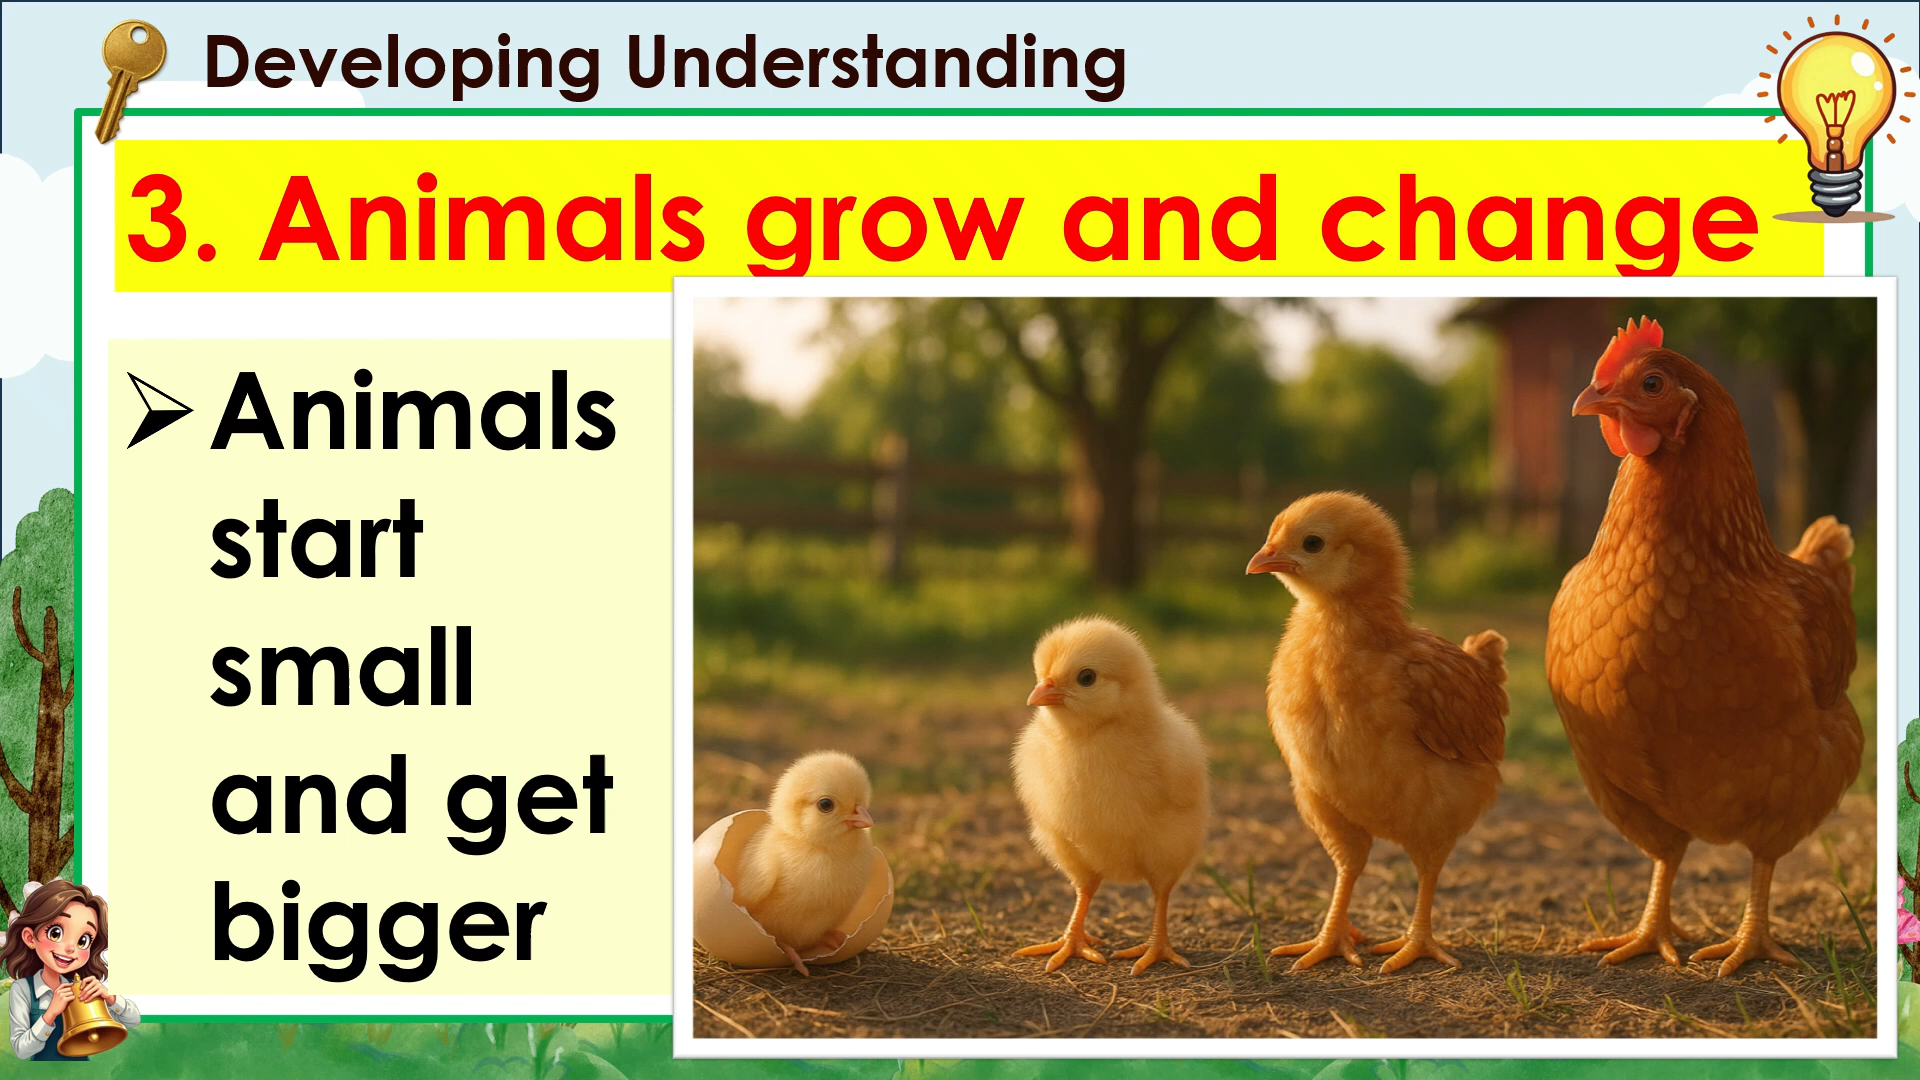 Developing Understanding
3. Animals grow and change
Animals
start
small
and get
bigger